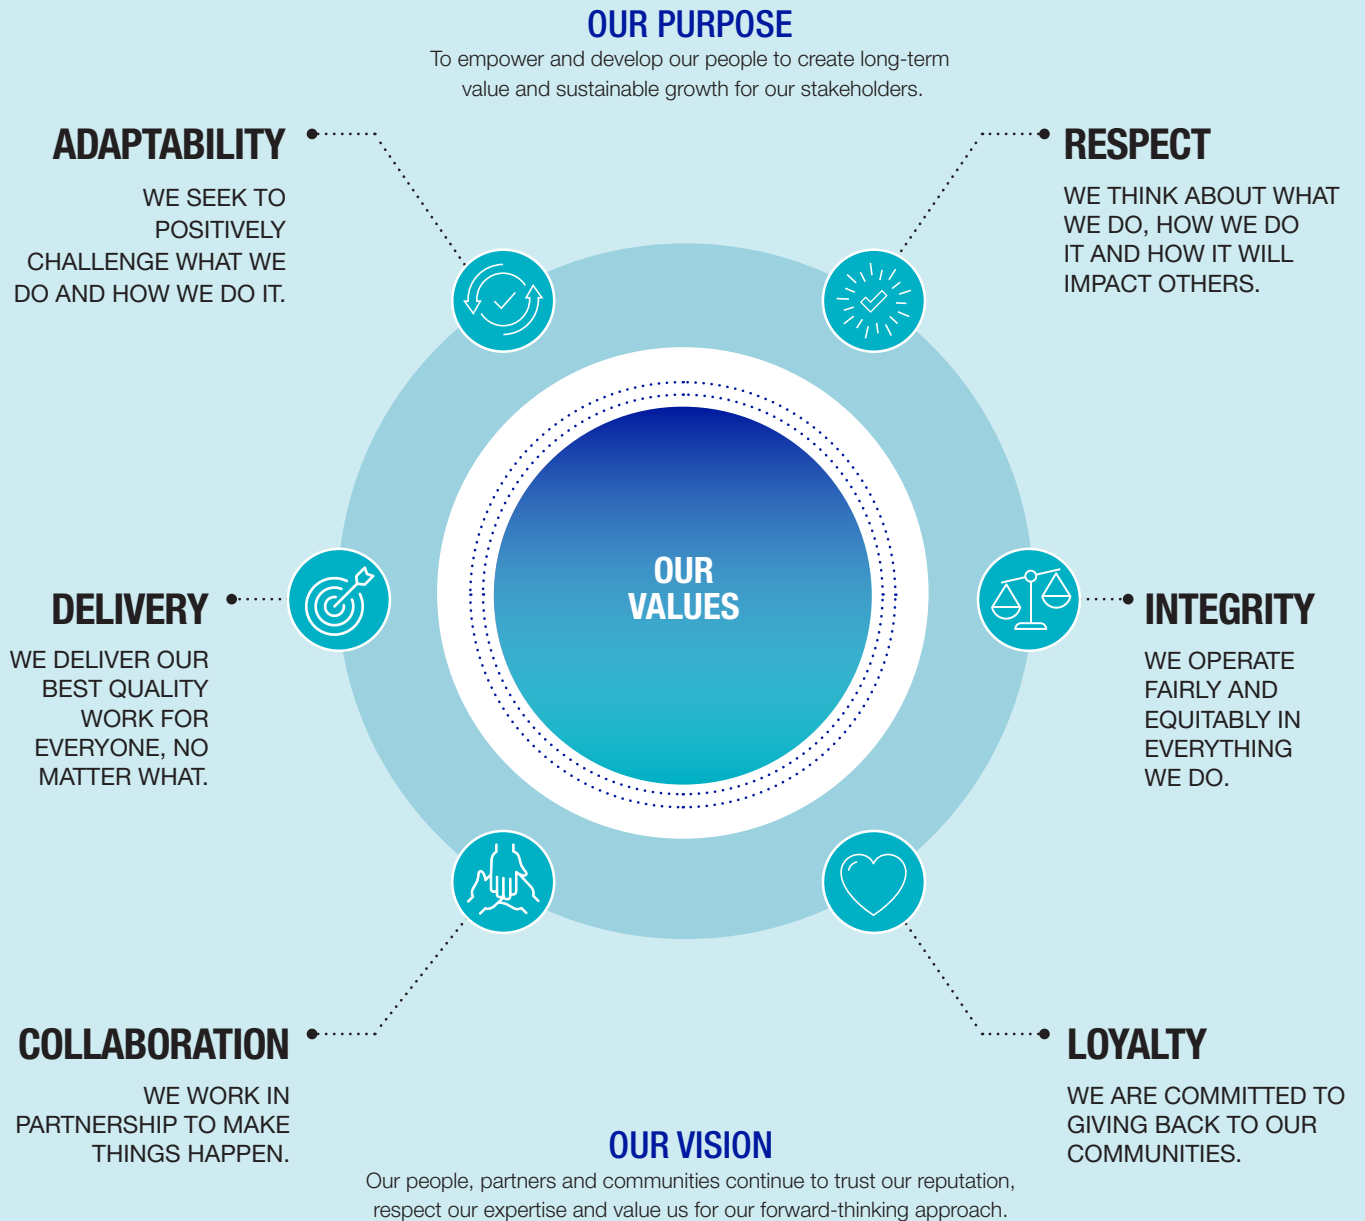 OUR PURPOSE
To empower and develop our people to create long-term
value and sustainable growth for our stakeholders.
ADAPTABILITY
WE SEEK TO
POSITIVELY
CHALLENGE WHAT WE
DO AND HOW WE DO IT.
RESPECT
WE THINK ABOUT WHAT
WE DO, HOW WE DO
IT AND HOW IT WILL
IMPACT OTHERS.
OUR
VALUES
DELIVERY
WE DELIVER OUR
BEST QUALITY
WORK FOR
EVERYONE, NO
MATTER WHAT.
INTEGRITY
WE OPERATE
FAIRLY AND
EQUITABLY IN
EVERYTHING
WE DO.
COLLABORATION
WE WORK IN
PARTNERSHIP TO MAKE
THINGS HAPPEN.
LOYALTY
WE ARE COMMITTED TO
GIVING BACK TO OUR
COMMUNITIES.
OUR VISION
Our people, partners and communities continue to trust our reputation,
respect our expertise and value us for our forward-thinking approach.